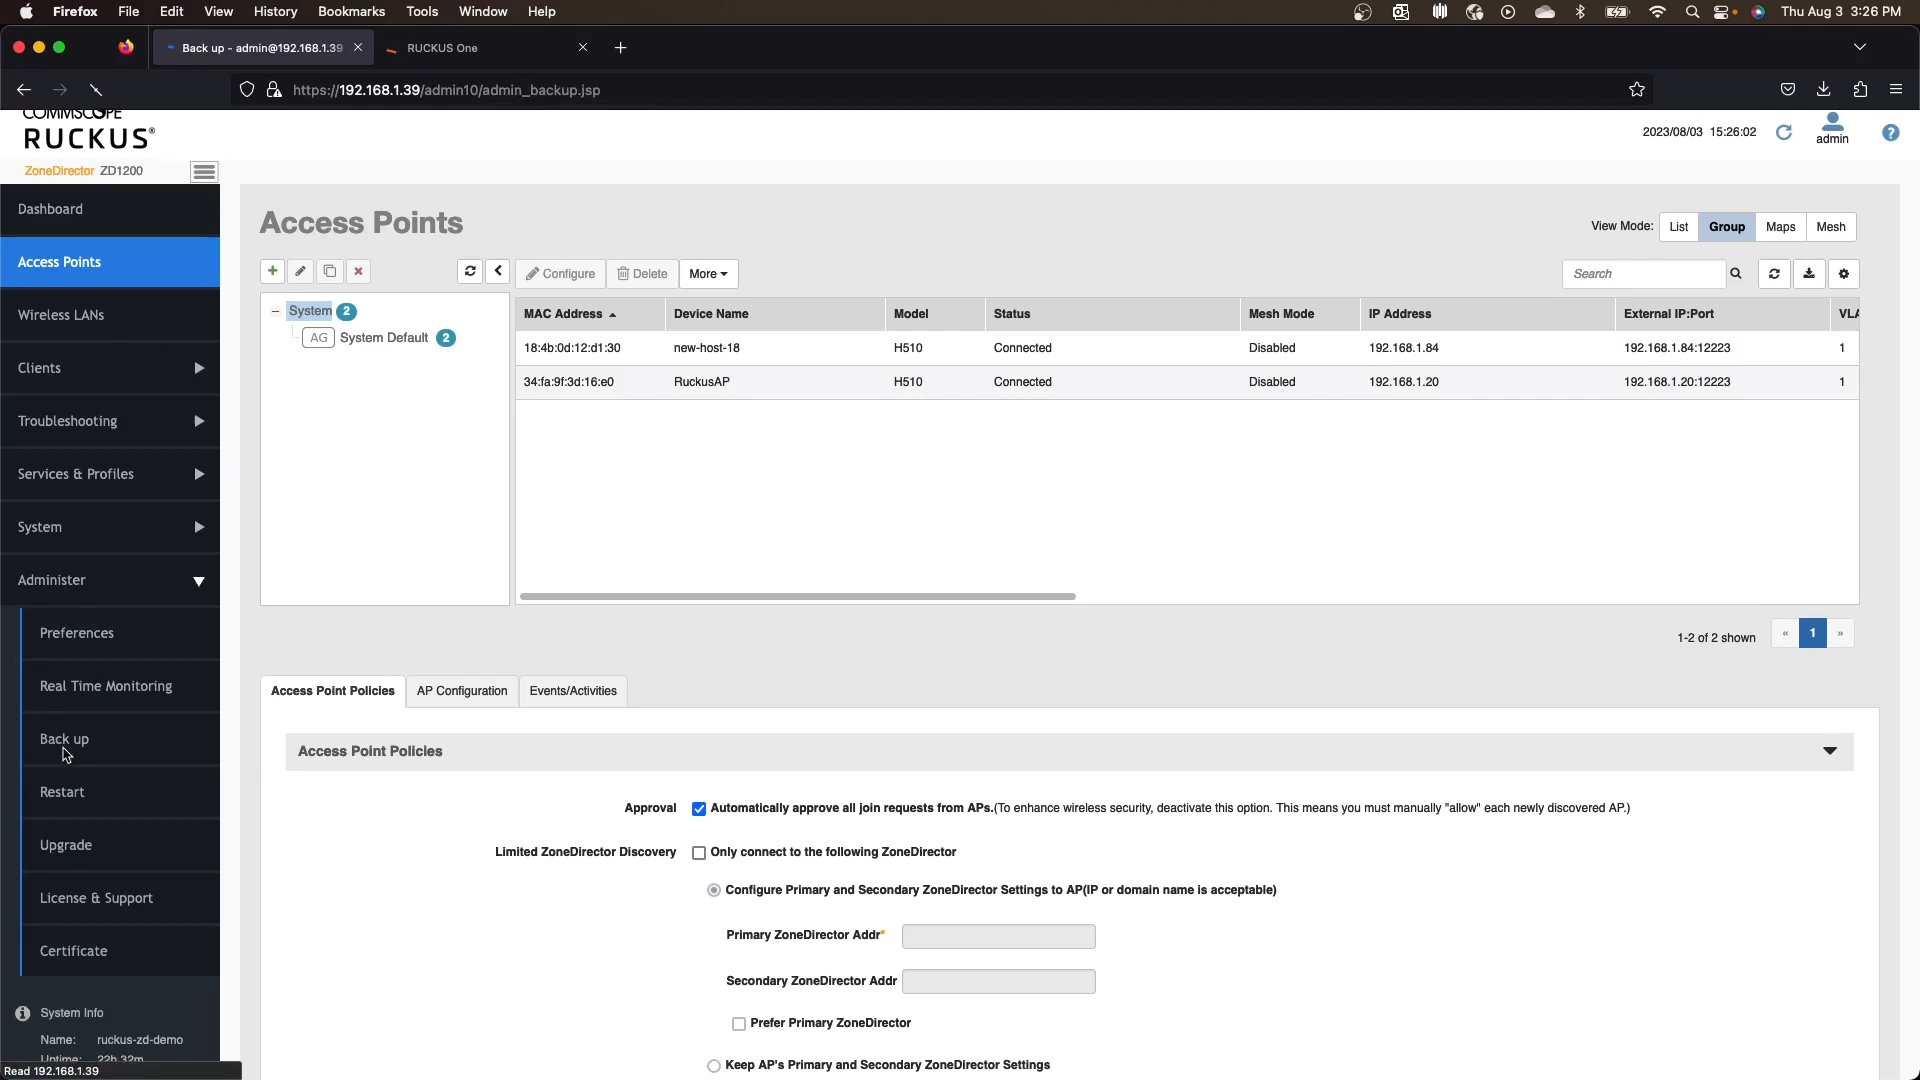 Firefox File Edit View History Bookmarks Tools Window Help Thu Aug 3 3:26 PM
Back up - admin@192.168.1.39 RUCKUS One
https://192.168.1.39/admin10/admin_backup.jsp
COMMSCOPE
RUCKUS®
2023/08/03 15:26:02 admin
ZoneDirector ZD1200
Dashboard
Access Points
Wireless LANs
Clients
Troubleshooting
Services & Profiles
System
Administer
Preferences
Real Time Monitoring
Back up
Restart
Upgrade
License & Support
Certificate
System Info
Name: ruckus-zd-demo
Uptime: 22h 32m
Read 192.168.1.39
Access Points
View Mode: List Group Maps Mesh
Configure Delete More Search
System 2
AG System Default 2
MAC Address Device Name Model Status Mesh Mode IP Address External IP:Port VLA
18:4b:0d:12:d1:30 new-host-18 H510 Connected Disabled 192.168.1.84 192.168.1.84:12223 1
34:fa:9f:3d:16:e0 RuckusAP H510 Connected Disabled 192.168.1.20 192.168.1.20:12223 1
1-2 of 2 shown « 1 »
Access Point Policies AP Configuration Events/Activities
Access Point Policies
Approval Automatically approve all join requests from APs.(To enhance wireless security, deactivate this option. This means you must manually "allow" each newly discovered AP.)
Limited ZoneDirector Discovery Only connect to the following ZoneDirector
Configure Primary and Secondary ZoneDirector Settings to AP(IP or domain name is acceptable)
Primary ZoneDirector Addr*
Secondary ZoneDirector Addr
Prefer Primary ZoneDirector
Keep AP's Primary and Secondary ZoneDirector Settings